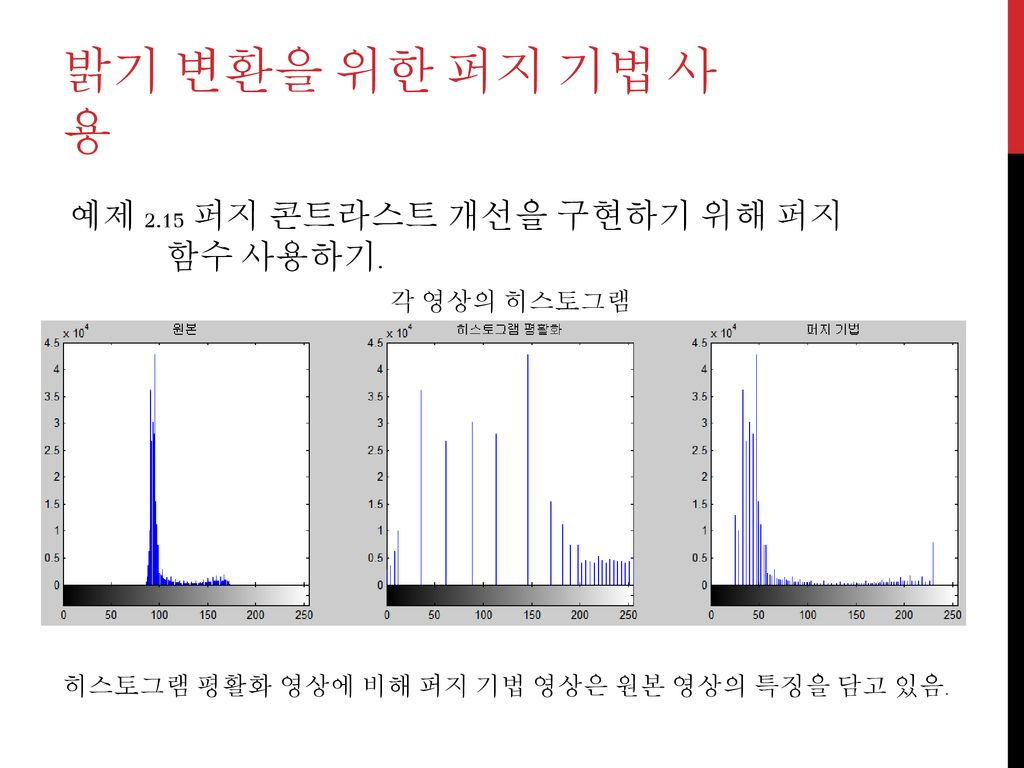 밝기 변환을 위한 퍼지 기법 사
용
예제 2.15 퍼지 콘트라스트 개선을 구현하기 위해 퍼지
함수 사용하기.
각 영상의 히스토그램
x 10^4 원본
4.5
4
3.5
3
2.5
2
1.5
1
0.5
0
0 50 100 150 200 250
x 10^4 히스토그램 평활화
4.5
4
3.5
3
2.5
2
1.5
1
0.5
0
0 50 100 150 200 250
x 10^4 퍼지 기법
4.5
4
3.5
3
2.5
2
1.5
1
0.5
0
0 50 100 150 200 250
히스토그램 평활화 영상에 비해 퍼지 기법 영상은 원본 영상의 특징을 담고 있음.